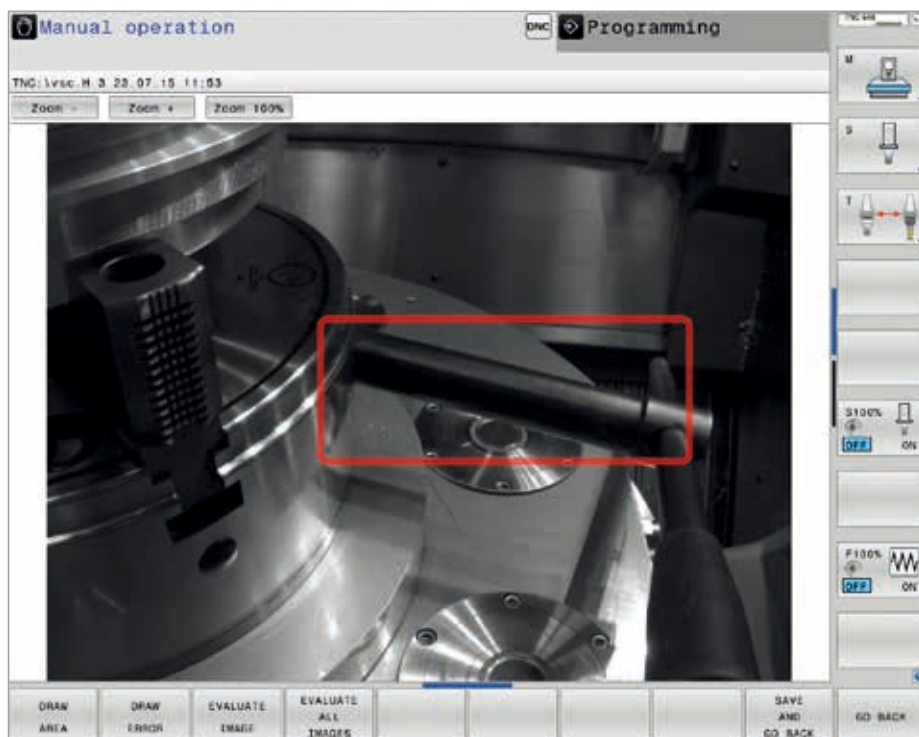 Manual operation
DNC
Programming
TNC:\vsc.H 3 23.07.15 11:53
Zoom -
Zoom +
Zoom 100%
M
S
T
S100%
OFF
ON
F100%
OFF
ON
DRAW
AREA
DRAW
ERROR
EVALUATE
IMAGE
EVALUATE
ALL
IMAGES
SAVE
AND
GO BACK
GO BACK